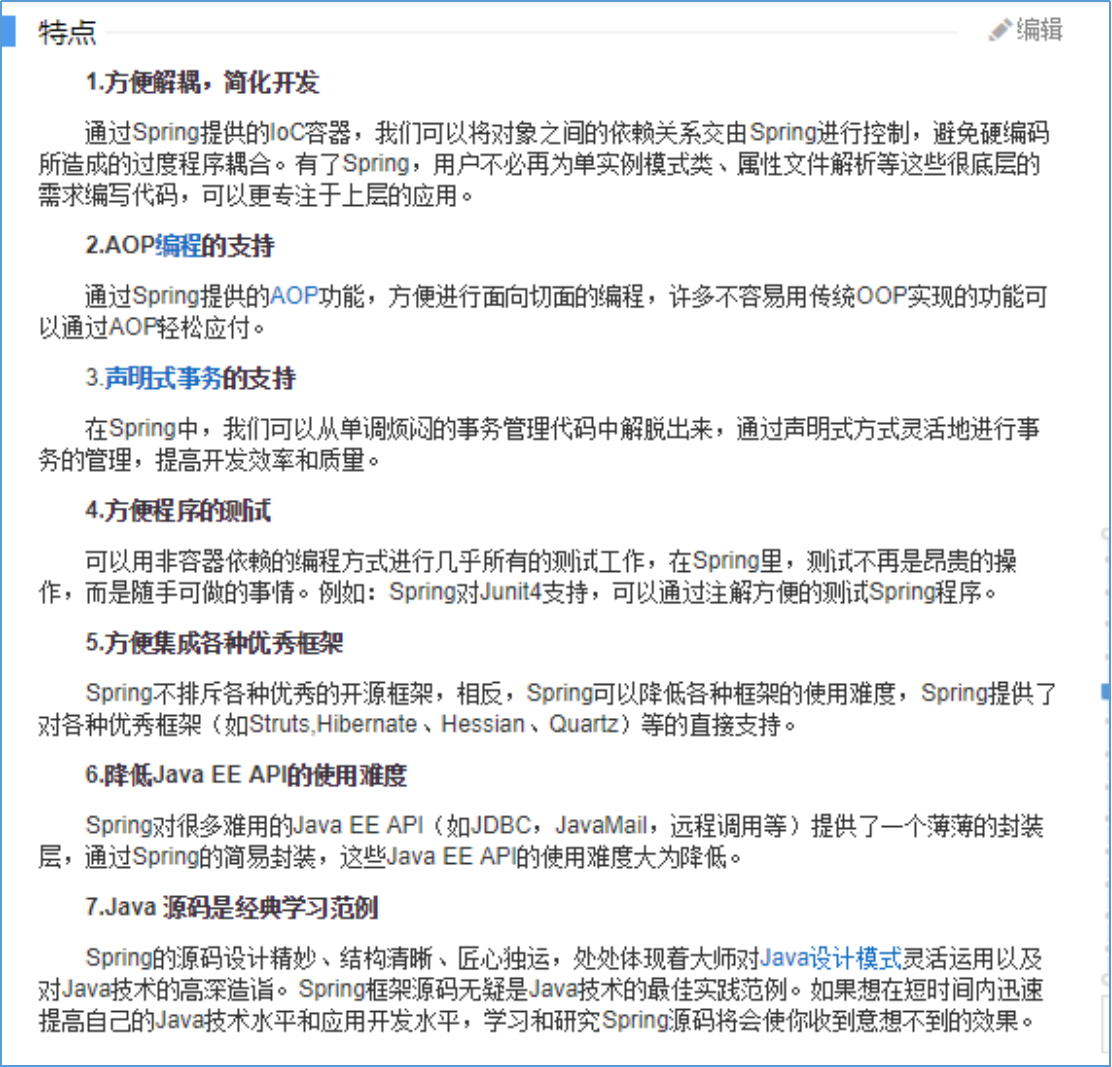 特点
编辑
1.方便解耦，简化开发
通过Spring提供的IoC容器，我们可以将对象之间的依赖关系交由Spring进行控制，避免硬编码
所造成的过度程序耦合。有了Spring，用户不必再为单实例模式类、属性文件解析等这些很底层的
需求编写代码，可以更专注于上层的应用。
2.AOP编程的支持
通过Spring提供的AOP功能，方便进行面向切面的编程，许多不容易用传统OOP实现的功能可
以通过AOP轻松应付。
3.声明式事务的支持
在Spring中，我们可以从单调烦闷的事务管理代码中解脱出来，通过声明式方式灵活地进行事
务的管理，提高开发效率和质量。
4.方便程序的测试
可以用非容器依赖的编程方式进行几乎所有的测试工作，在Spring里，测试不再是昂贵的操
作，而是随手可做的事情。例如：Spring对Junit4支持，可以通过注解方便的测试Spring程序。
5.方便集成各种优秀框架
Spring不排斥各种优秀的开源框架，相反，Spring可以降低各种框架的使用难度，Spring提供了
对各种优秀框架（如Struts,Hibernate、Hessian、Quartz）等的直接支持。
6.降低Java EE API的使用难度
Spring对很多难用的Java EE API（如JDBC，JavaMail，远程调用等）提供了一个薄薄的封装
层，通过Spring的简易封装，这些Java EE API的使用难度大为降低。
7.Java 源码是经典学习范例
Spring的源码设计精妙、结构清晰、匠心独运，处处体现着大师对Java设计模式灵活运用以及
对Java技术的高深造诣。Spring框架源码无疑是Java技术的最佳实践范例。如果想在短时间内迅速
提高自己的Java技术水平和应用开发水平，学习和研究Spring源码将会使你收到意想不到的效果。